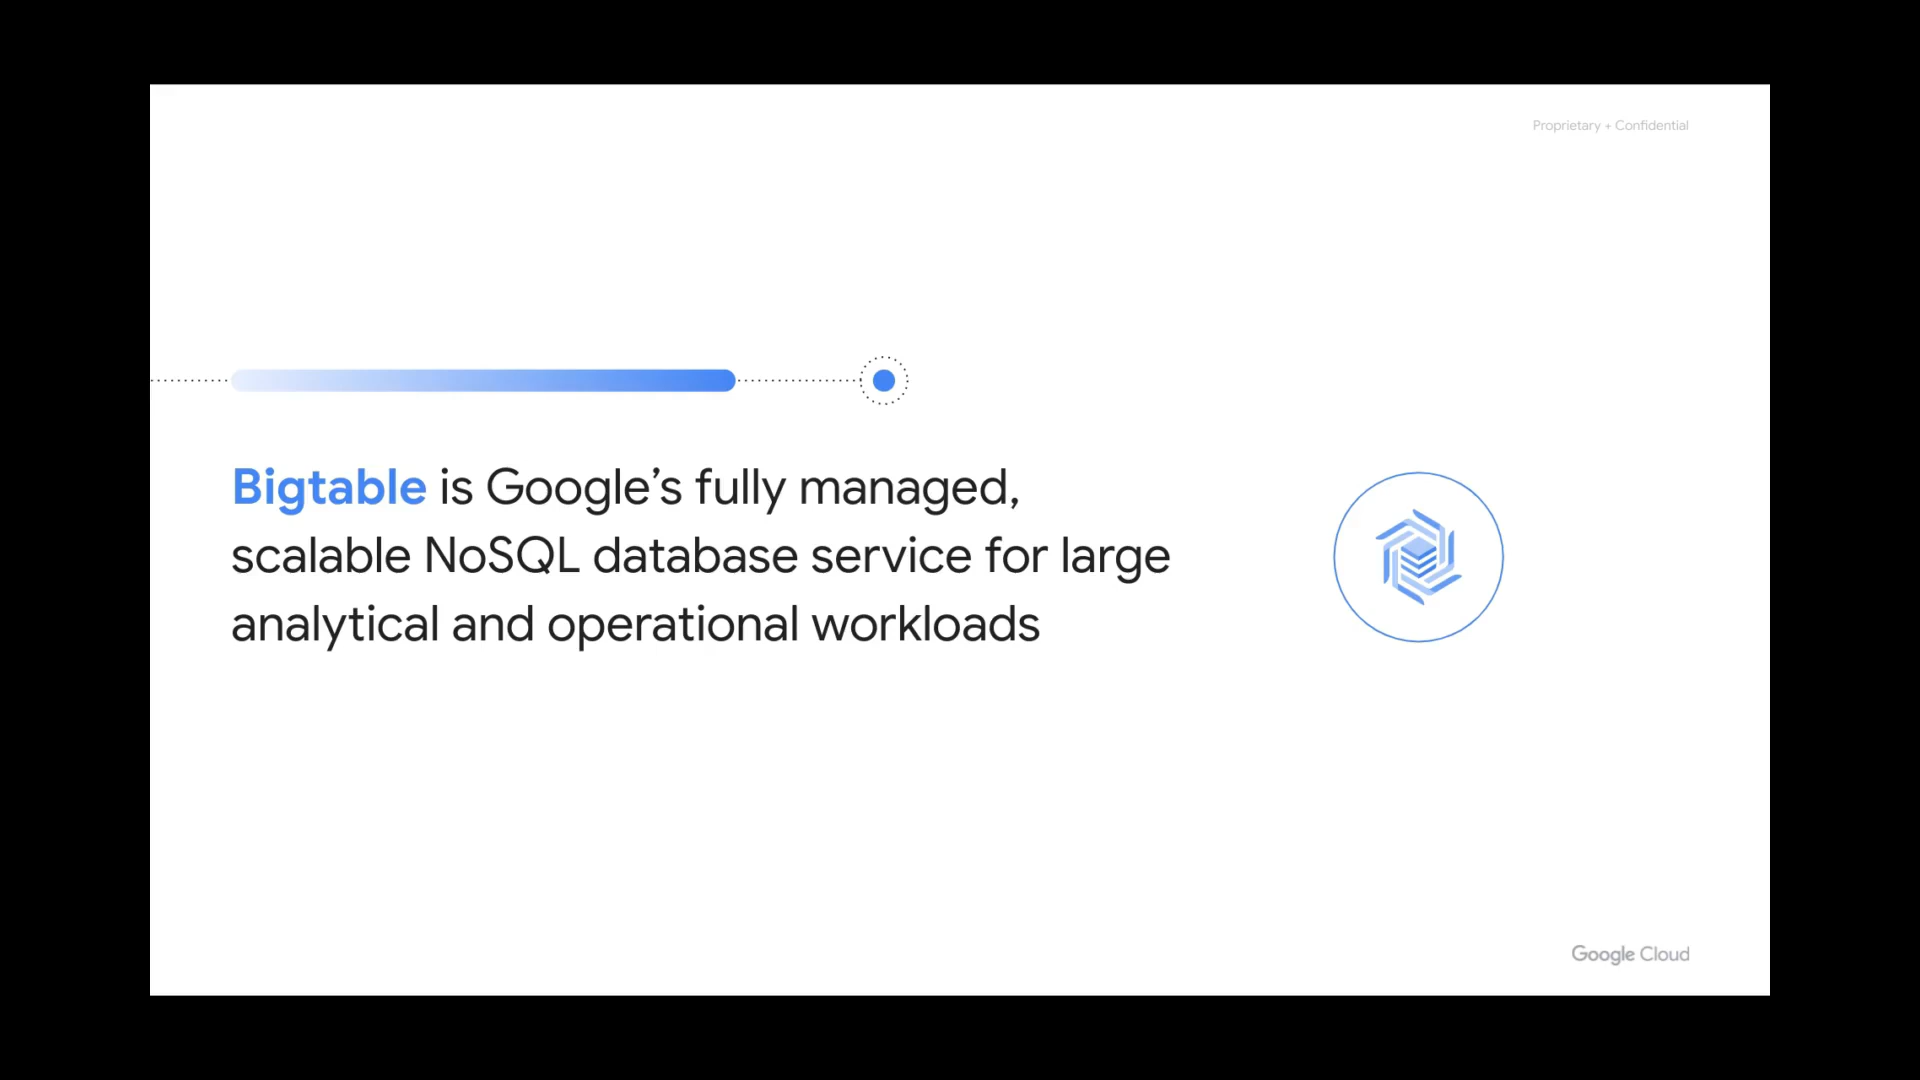 Proprietary + Confidential
Bigtable is Google’s fully managed,
scalable NoSQL database service for large
analytical and operational workloads
Google Cloud